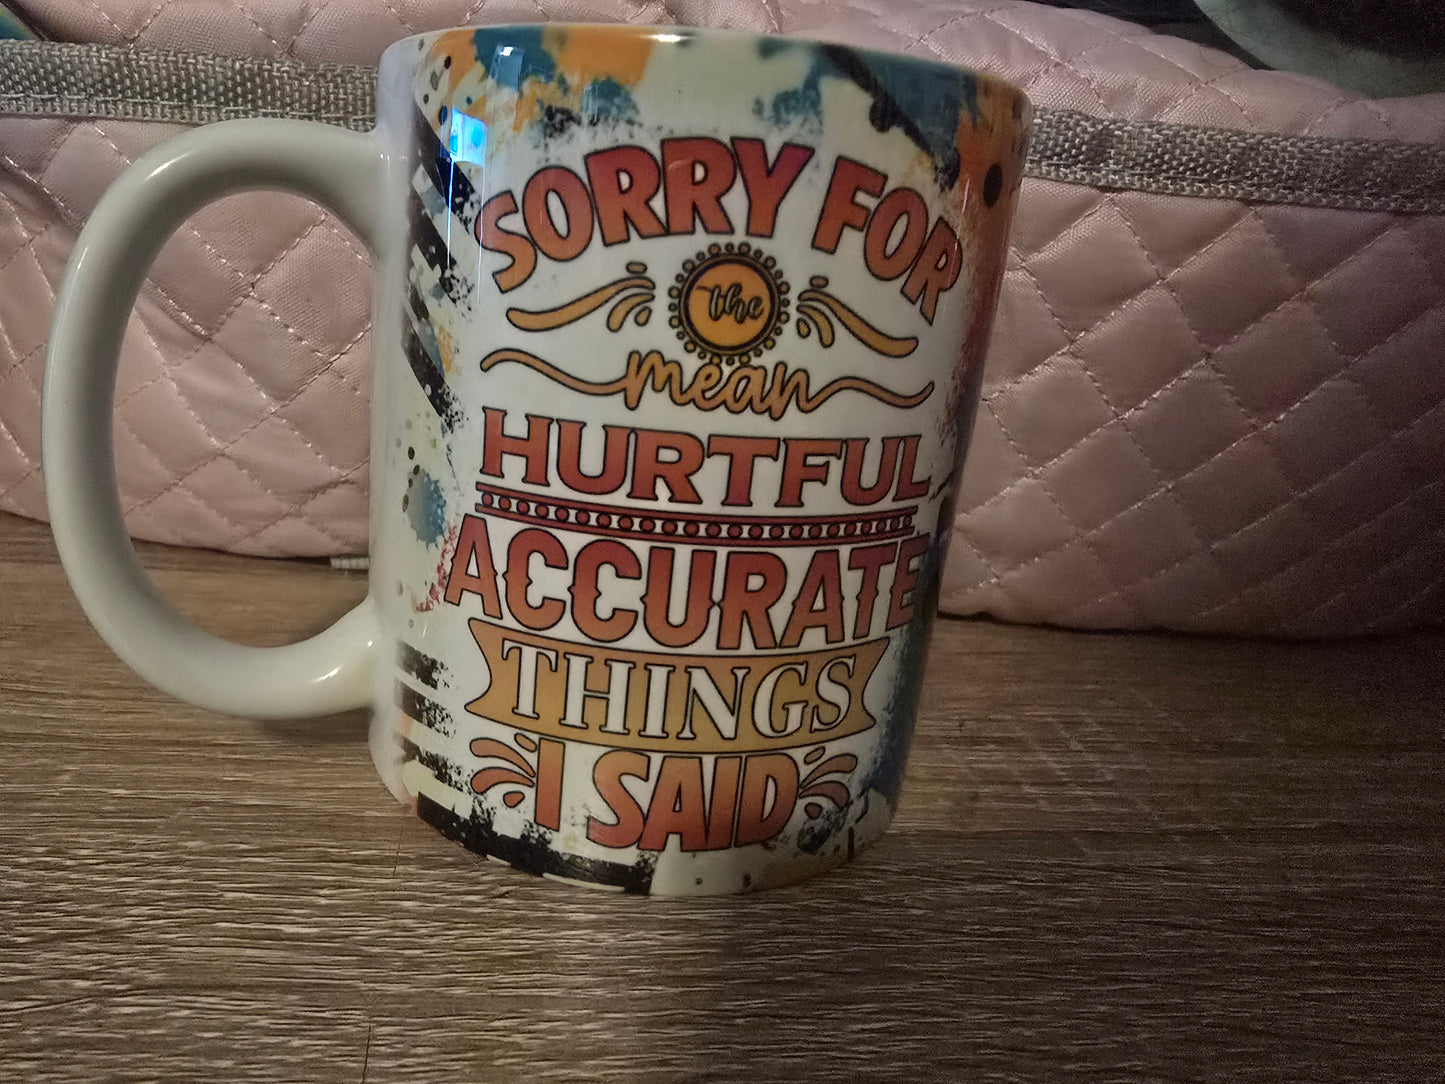 SORRY FOR
the
mean
HURTFUL
ACCURATE
THINGS
I SAID